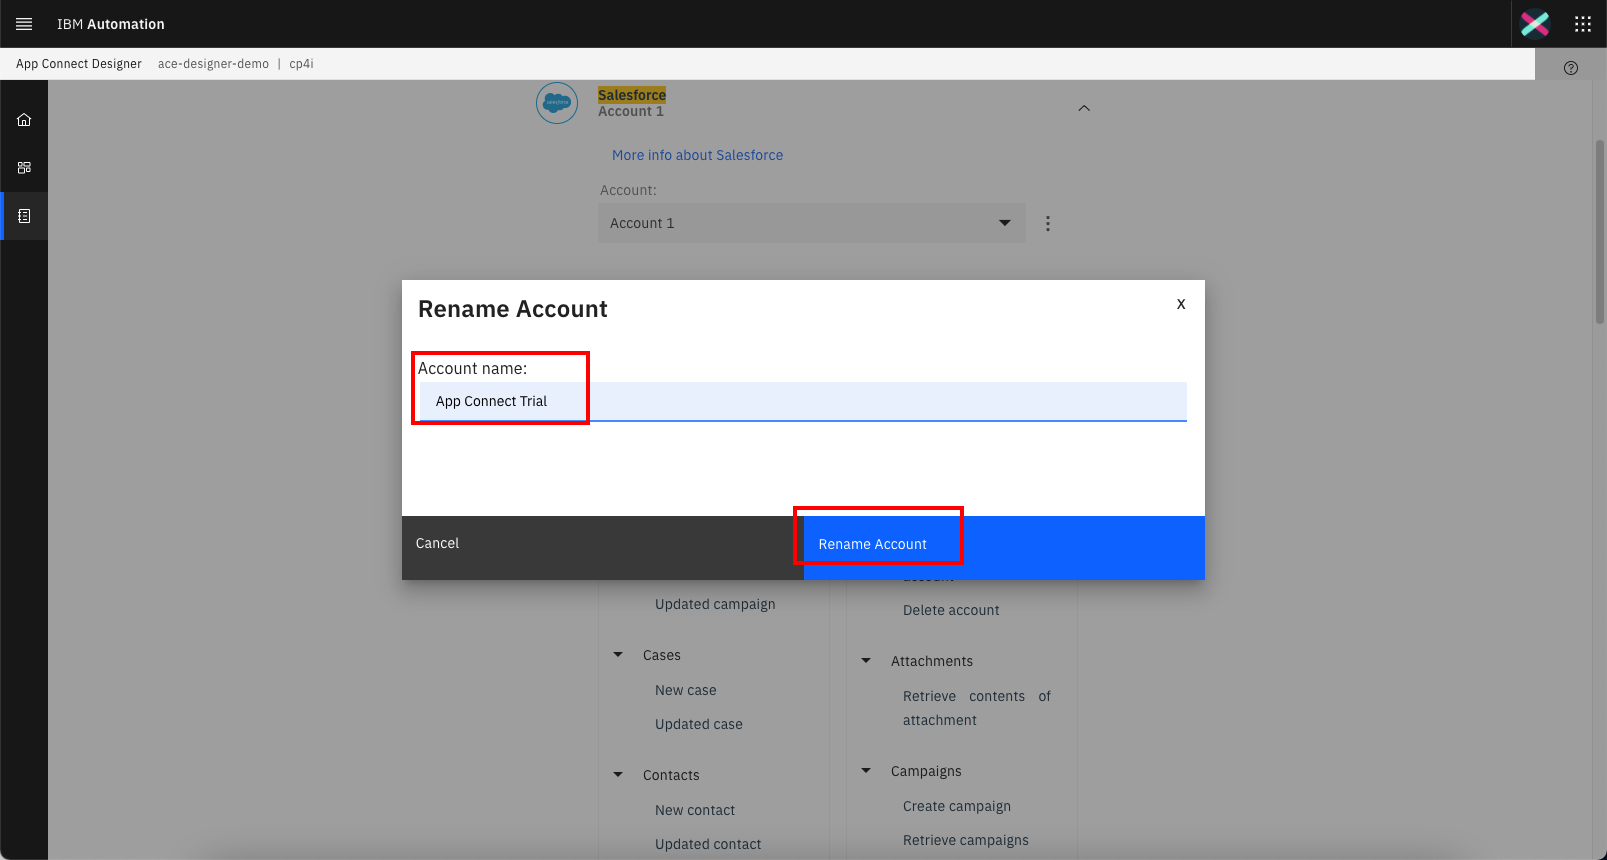 IBM Automation
App Connect Designer ace-designer-demo | cp4i
salesforce
Salesforce
Account 1
More info about Salesforce
Account:
Account 1
Rename Account
X
Account name:
App Connect Trial
Cancel
Rename Account
account
Updated campaign
Delete account
Cases
New case
Updated case
Contacts
New contact
Updated contact
Attachments
Retrieve contents of
attachment
Campaigns
Create campaign
Retrieve campaigns